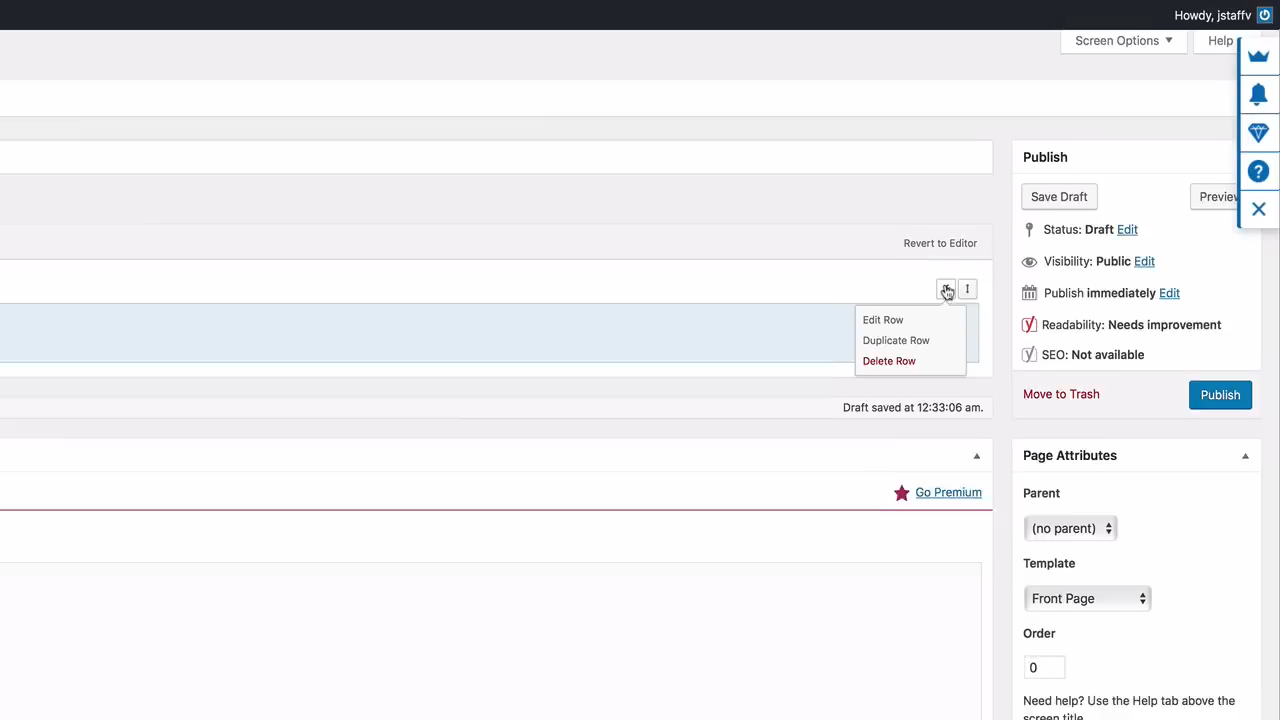 Howdy, jstaffv
Screen Options ▼
Help
Publish
Save Draft
Preview
Status: Draft Edit
Revert to Editor
Visibility: Public Edit
Publish immediately Edit
Edit Row
Duplicate Row
Delete Row
Readability: Needs improvement
SEO: Not available
Move to Trash
Publish
Draft saved at 12:33:06 am.
Page Attributes
Go Premium
Parent
(no parent)
Template
Front Page
Order
0
Need help? Use the Help tab above the
screen title.